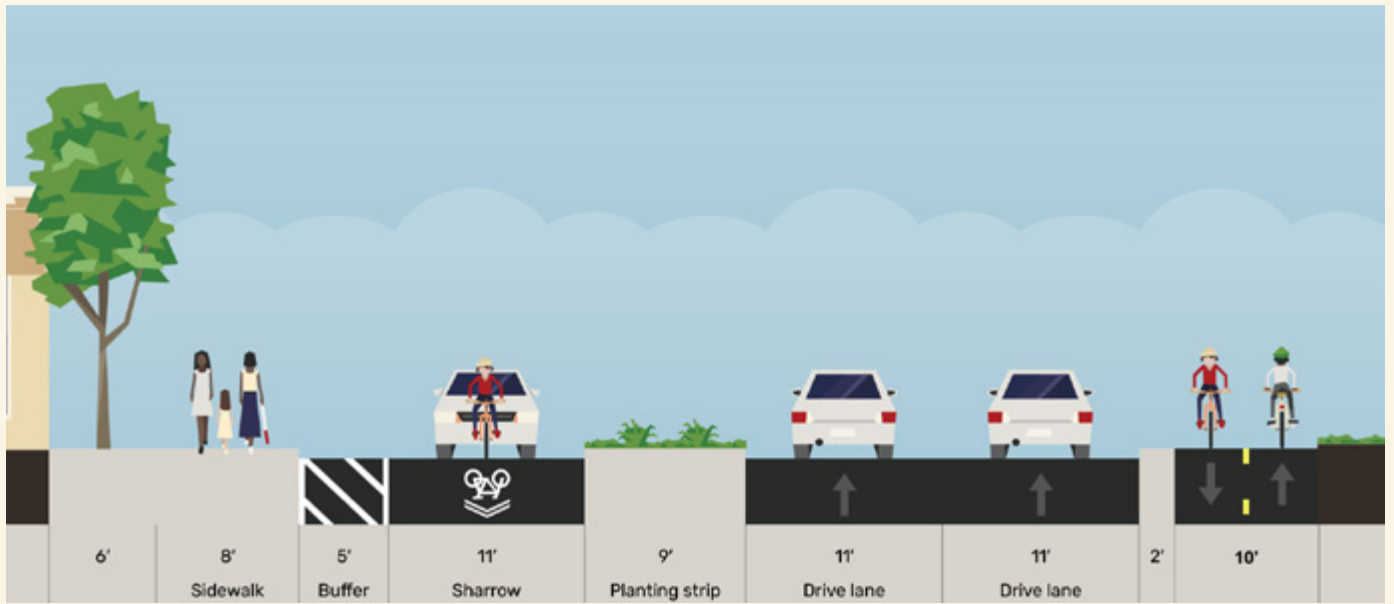 6'
8'
5'
11'
9'
11'
11'
2'
10'
Sidewalk
Buffer
Sharrow
Planting strip
Drive lane
Drive lane